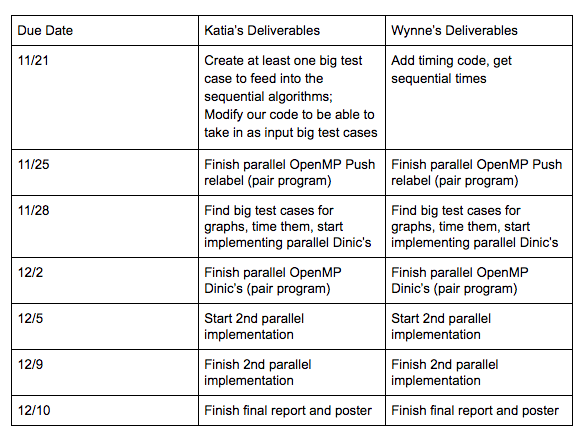 Due Date
Katia's Deliverables
Wynne's Deliverables
11/21
Create at least one big test
case to feed into the
sequential algorithms;
Modify our code to be able to
take in as input big test cases
Add timing code, get
sequential times
11/25
Finish parallel OpenMP Push
relabel (pair program)
Finish parallel OpenMP Push
relabel (pair program)
11/28
Find big test cases for
graphs, time them, start
implementing parallel Dinic's
Find big test cases for
graphs, time them, start
implementing parallel Dinic's
12/2
Finish parallel OpenMP
Dinic's (pair program)
Finish parallel OpenMP
Dinic's (pair program)
12/5
Start 2nd parallel
implementation
Start 2nd parallel
implementation
12/9
Finish 2nd parallel
implementation
Finish 2nd parallel
implementation
12/10
Finish final report and poster
Finish final report and poster